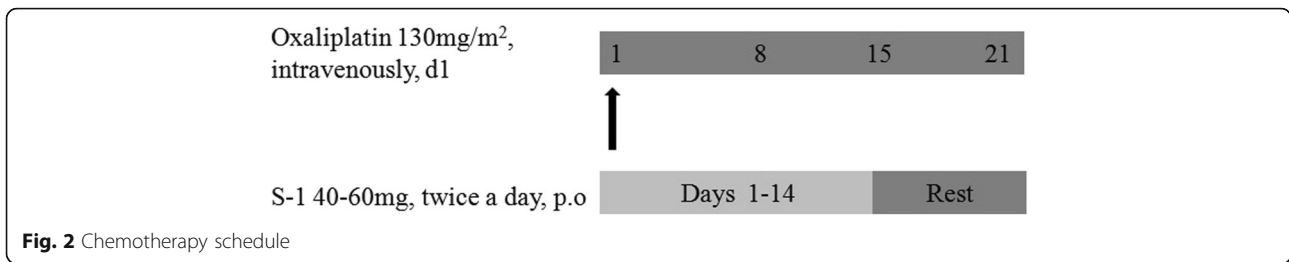 Oxaliplatin 130mg/m²,
intravenously, d1
1 8 15 21
S-1 40-60mg, twice a day, p.o
Days 1-14 Rest
Fig. 2 Chemotherapy schedule